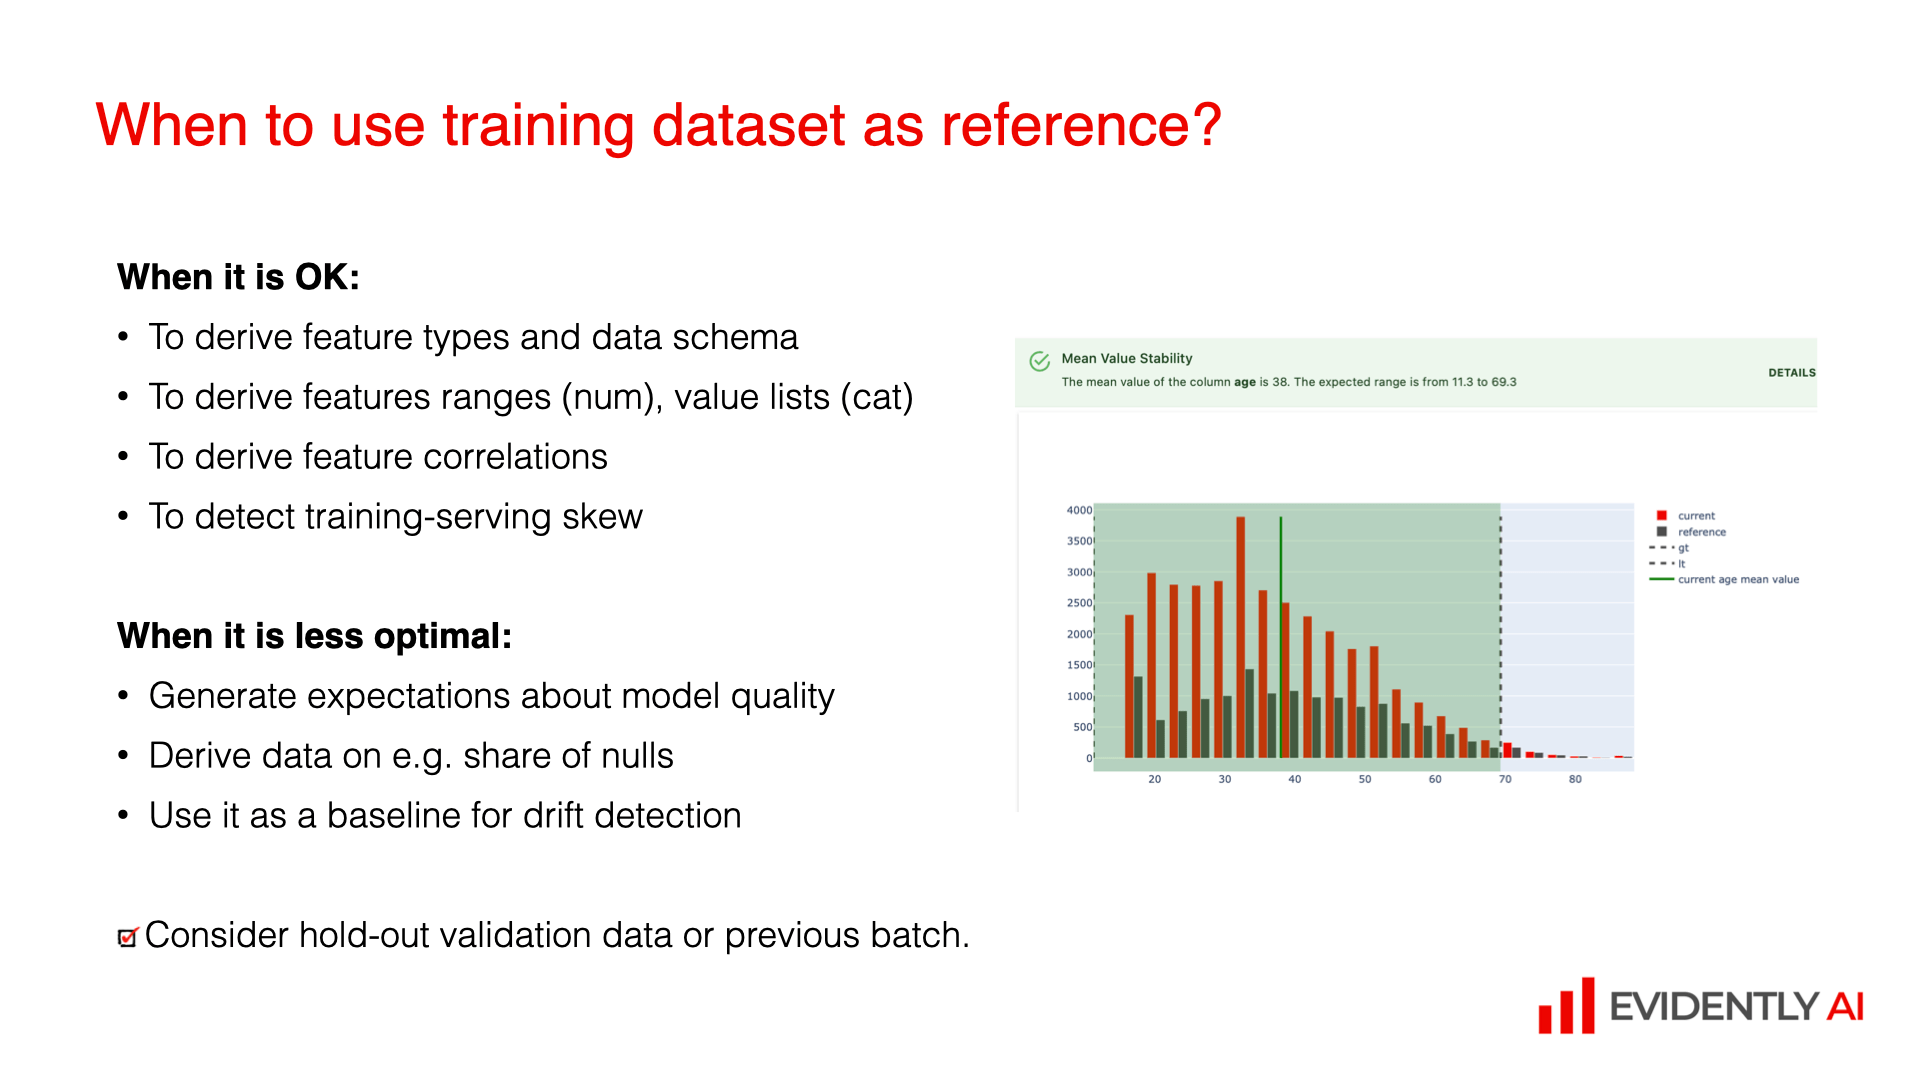 When to use training dataset as reference?
When it is OK:
• To derive feature types and data schema
• To derive features ranges (num), value lists (cat)
• To derive feature correlations
• To detect training-serving skew
When it is less optimal:
• Generate expectations about model quality
• Derive data on e.g. share of nulls
• Use it as a baseline for drift detection
Consider hold-out validation data or previous batch.
Mean Value Stability
The mean value of the column age is 38. The expected range is from 11.3 to 69.3
DETAILS
4000
3500
3000
2500
2000
1500
1000
500
0
20 30 40 50 60 70 80
current
reference
gt
lt
current age mean value
EVIDENTLY AI